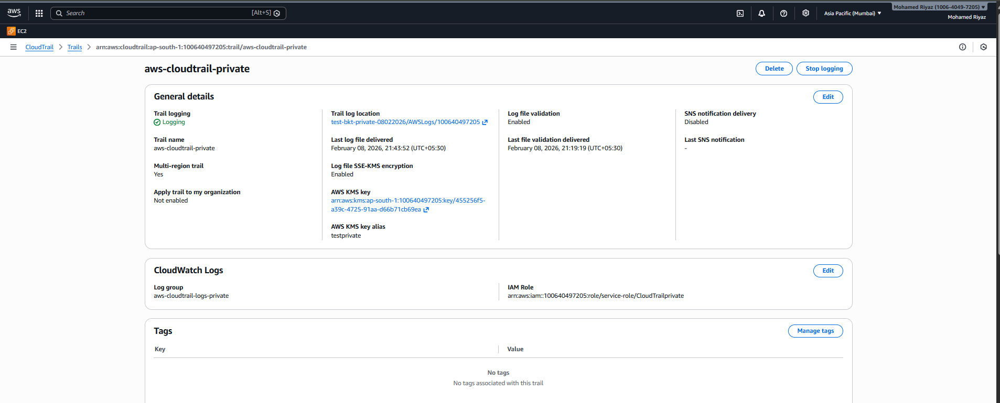 aws
Search
[Alt+S]
Asia Pacific (Mumbai)
Mohamed Riyaz (1006-4049-7205)
Mohamed Riyaz
EC2
CloudTrail > Trails > arn:aws:cloudtrail:ap-south-1:100640497205:trail/aws-cloudtrail-private
aws-cloudtrail-private
Delete
Stop logging
General details
Edit
Trail logging
Logging
Trail name
aws-cloudtrail-private
Multi-region trail
Yes
Apply trail to my organization
Not enabled
Trail log location
test-bkt-private-08022026/AWSLogs/100640497205
Last log file delivered
February 08, 2026, 21:43:52 (UTC+05:30)
Log file SSE-KMS encryption
Enabled
AWS KMS key
arn:aws:kms:ap-south-1:100640497205:key/455256f5-
a39c-4725-91aa-d66b71cb69ea
AWS KMS key alias
testprivate
Log file validation
Enabled
Last file validation delivered
February 08, 2026, 21:19:19 (UTC+05:30)
SNS notification delivery
Disabled
Last SNS notification
-
CloudWatch Logs
Edit
Log group
aws-cloudtrail-logs-private
IAM Role
arn:aws:iam::100640497205:role/service-role/CloudTrailprivate
Tags
Manage tags
Key
Value
No tags
No tags associated with this trail